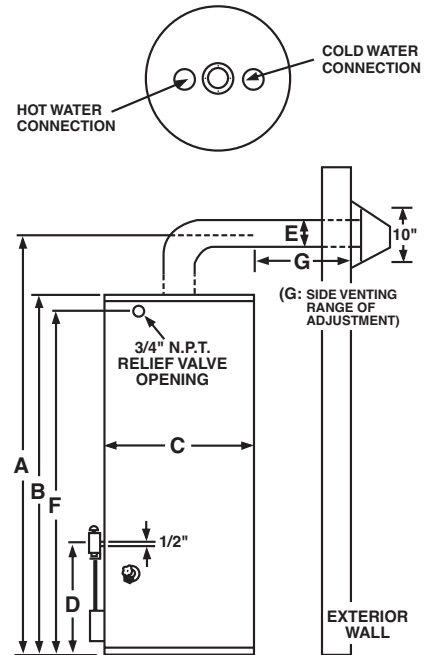 COLD WATER
CONNECTION
HOT WATER
CONNECTION
E
10"
G
(G: SIDE VENTING
RANGE OF
ADJUSTMENT)
3/4" N.P.T.
RELIEF VALVE
OPENING
A
B
F
C
D
1/2"
EXTERIOR
WALL